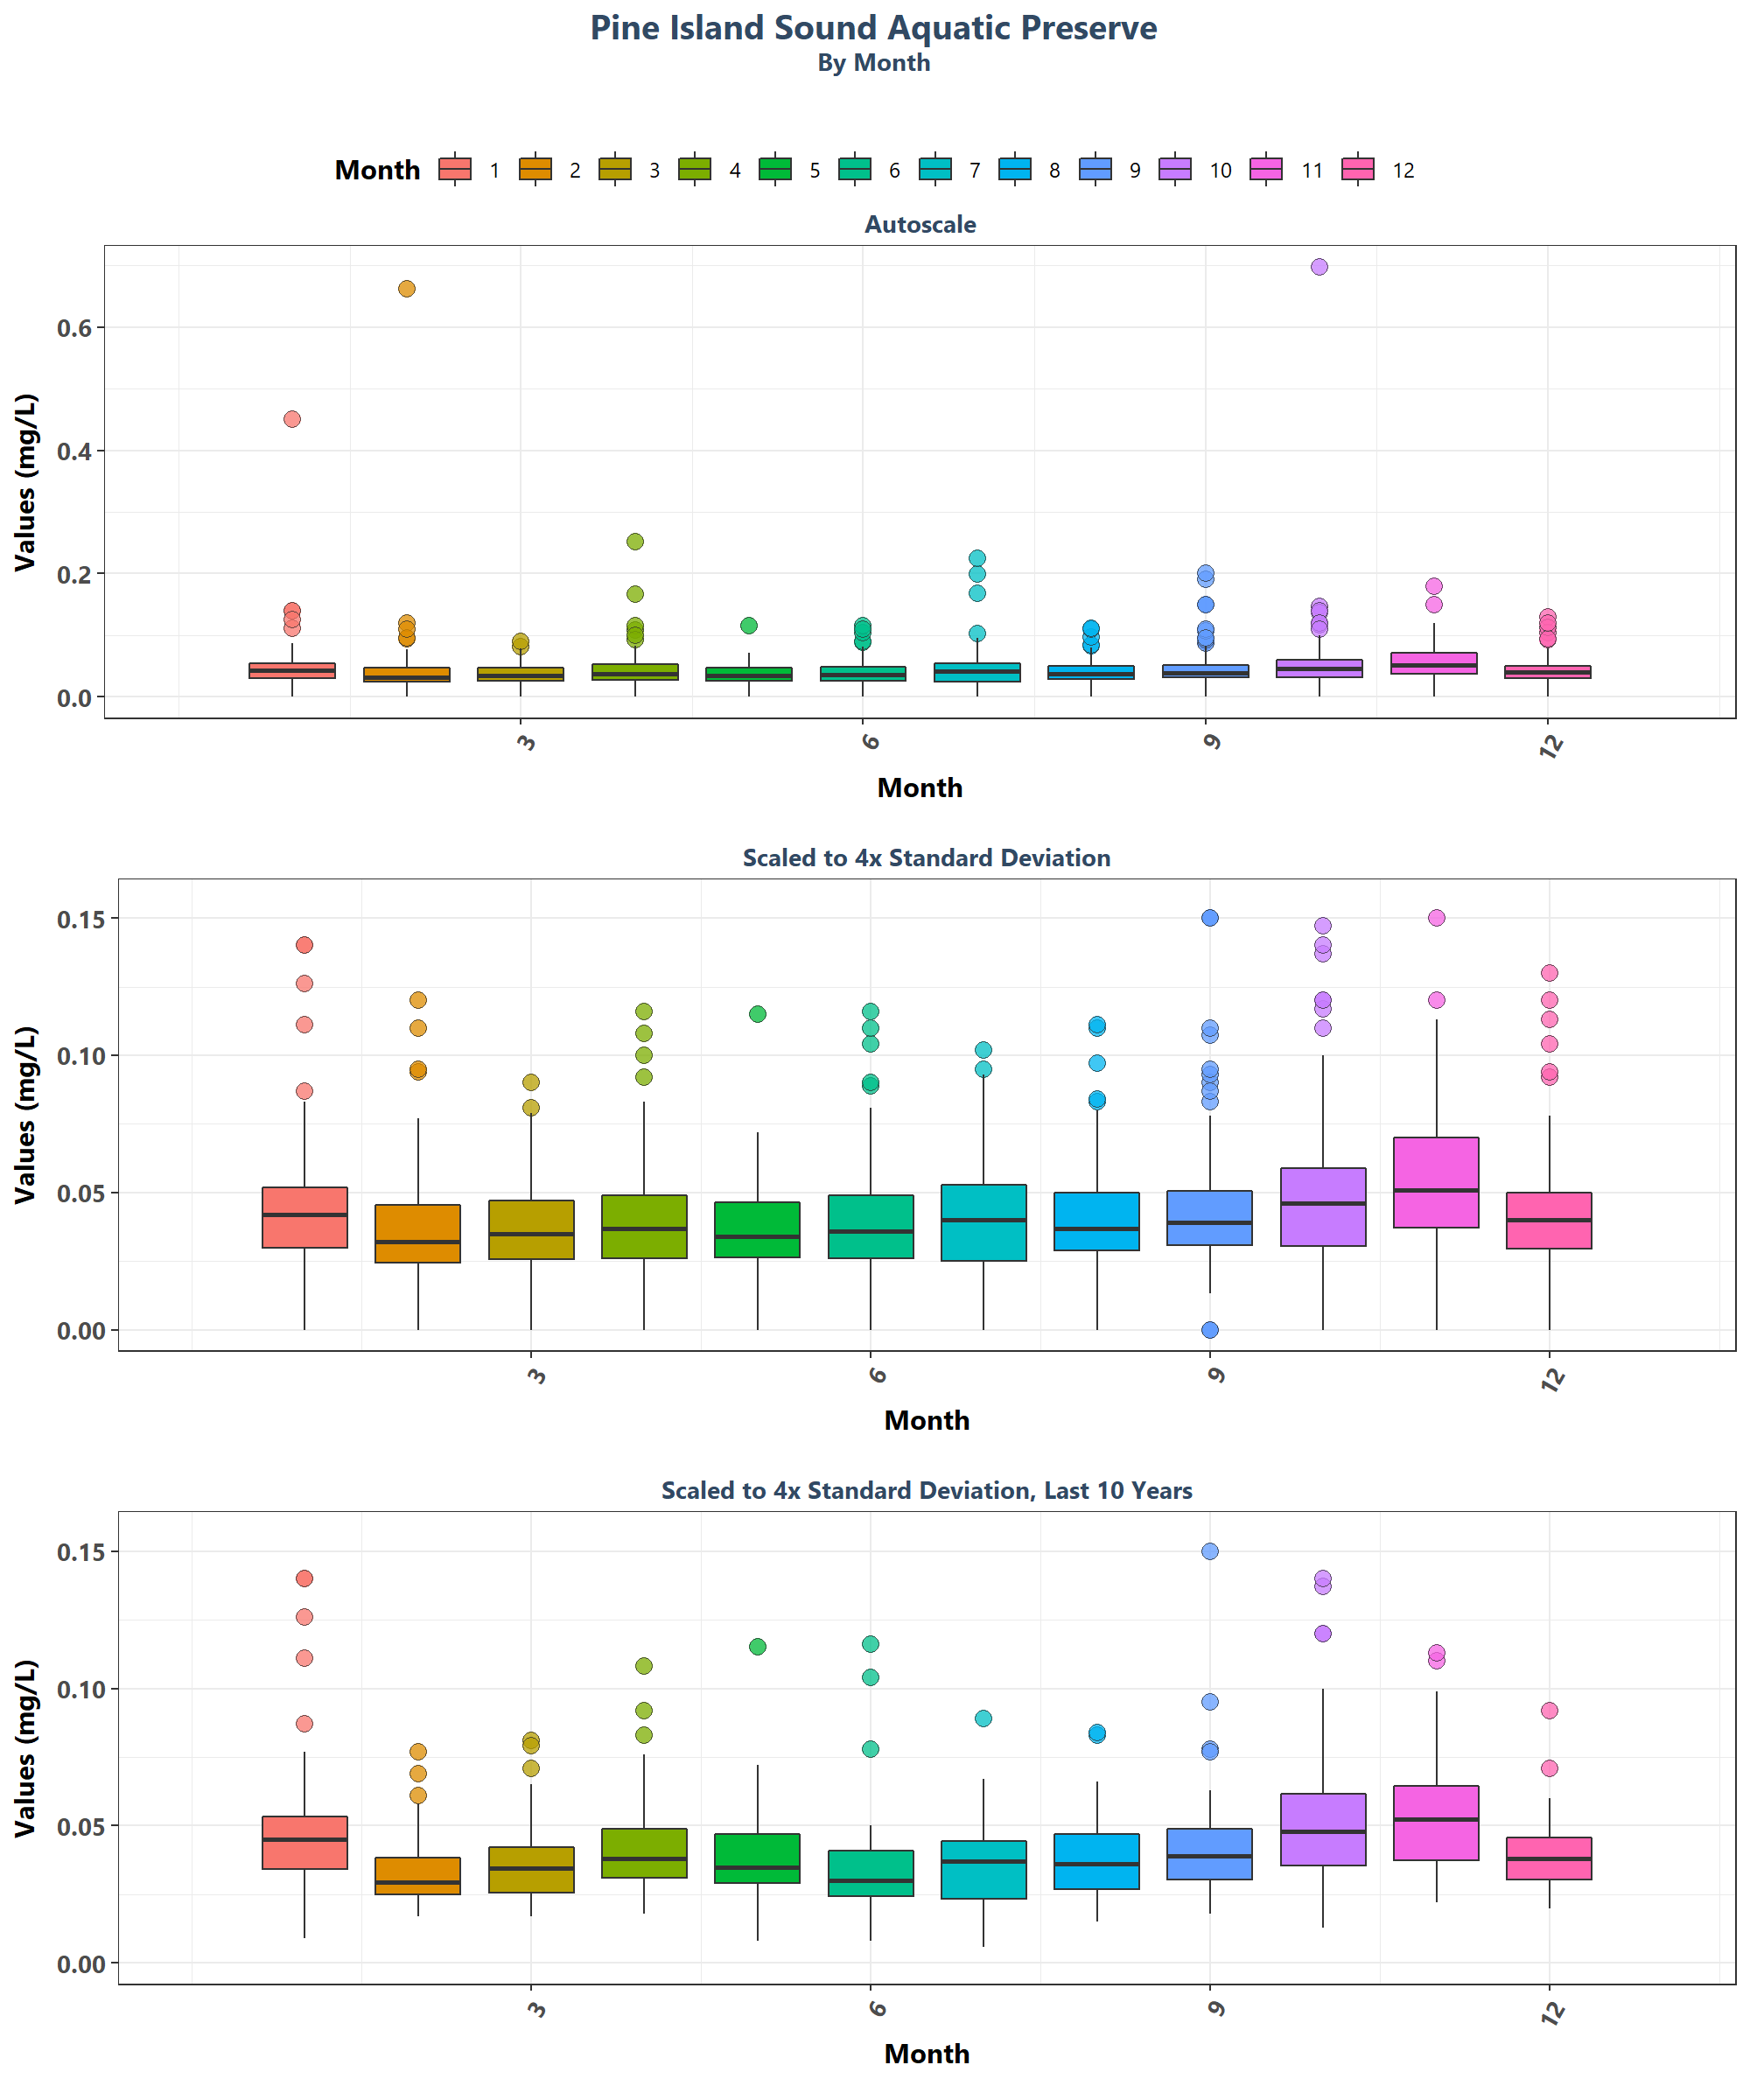 Pine Island Sound Aquatic Preserve
By Month
Month 1 2 3 4 5 6 7 8 9 10 11 12
Autoscale
Values (mg/L)
0.6
0.4
0.2
0.0
3 6 9 12
Month
Scaled to 4x Standard Deviation
Values (mg/L)
0.15
0.10
0.05
0.00
3 6 9 12
Month
Scaled to 4x Standard Deviation, Last 10 Years
Values (mg/L)
0.15
0.10
0.05
0.00
3 6 9 12
Month